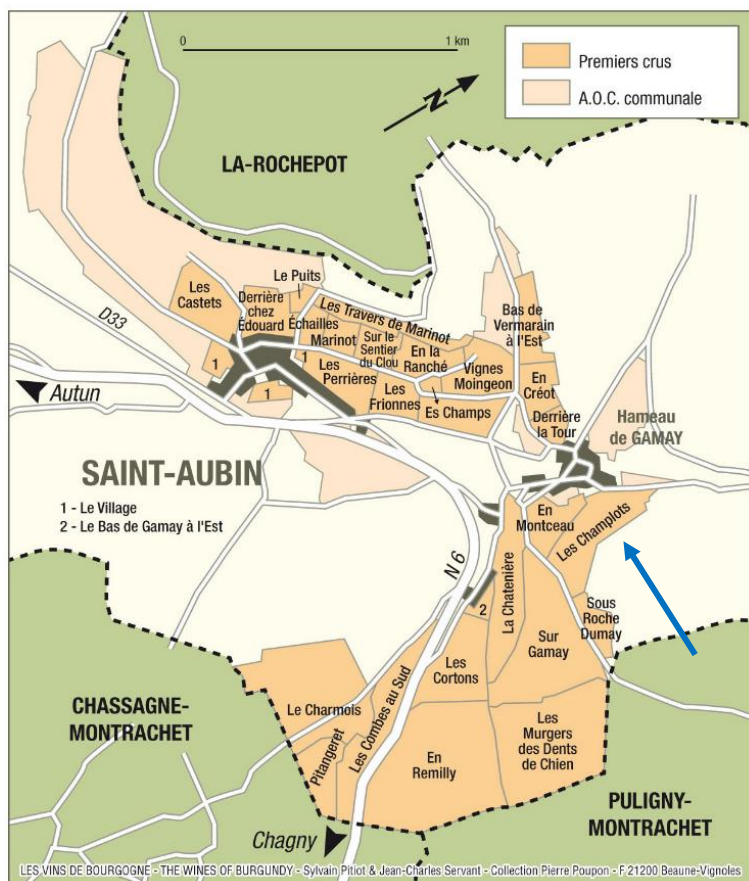 0 1 km
Premiers crus
A.O.C. communale
N
LA-ROCHEPOT
Le Puits
Les
Castets
Derrière
chez
Édouard
Échailles
Les Travers de Marinot
Marinot
Sur le
Sentier
du Clou
En la
Ranché
Vignes
Moingeon
Bas de
Vermarain
à l'Est
D33
1
1
1
Les
Perrières
Les
Frionnes
Es Champs
En
Créot
Derrière
la Tour
Hameau
de GAMAY
Autun
SAINT-AUBIN
1 - Le Village
2 - Le Bas de Gamay à l'Est
N 6
En
Montceau
Les Champlots
La Chatenière
2
Sous
Roche
Dumay
Sur
Gamay
Les
Cortons
CHASSAGNE-
MONTRACHET
Le Charmois
Pitangeret
Les Combes au Sud
En
Remilly
Les
Murgers
des Dents
de Chien
PULIGNY-
MONTRACHET
Chagny
LES VINS DE BOURGOGNE - THE WINES OF BURGUNDY - Sylvain Pitiot & Jean-Charles Servant - Collection Pierre Poupon - F 21200 Beaune-Vignoles